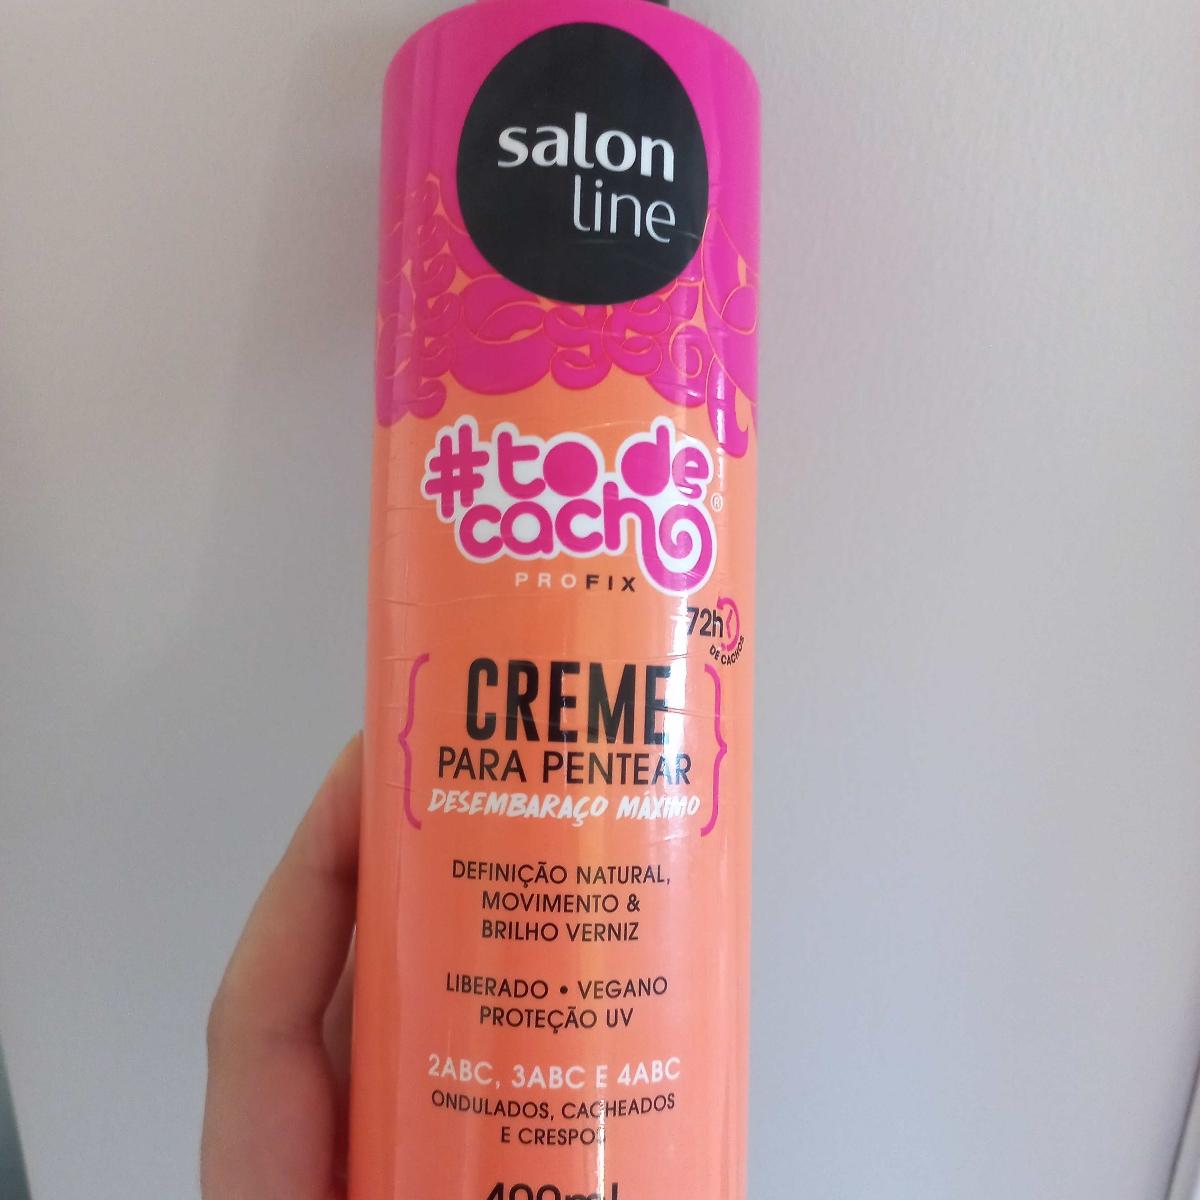 salon
line
#to de
cacho®
PROFIX
72h
DE CACHOS
CREME
PARA PENTEAR
DESEMBARAÇO MÁXIMO
DEFINIÇÃO NATURAL,
MOVIMENTO &
BRILHO VERNIZ
LIBERADO • VEGANO
PROTEÇÃO UV
2ABC, 3ABC E 4ABC
ONDULADOS, CACHEADOS
E CRESPOS
400ml